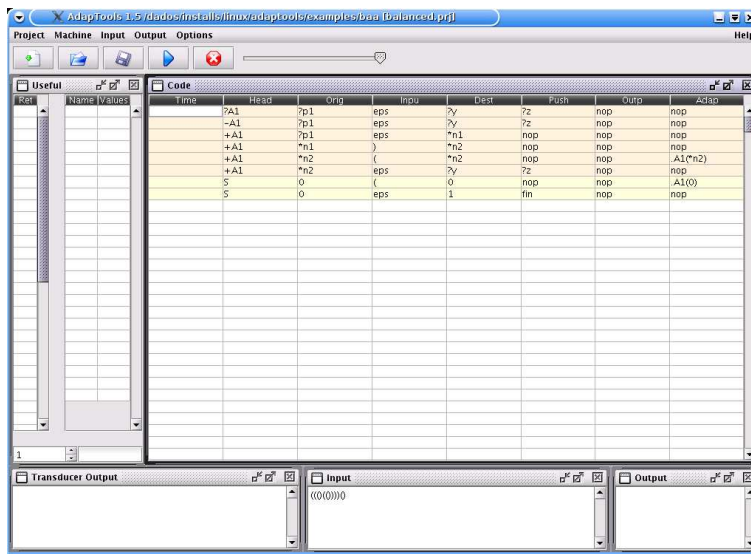 AdapTools 1.5 /dados/installs/linux/adaptools/examples/baa [balanced.prj]
Project Machine Input Output Options Help
Useful
Code
Ret Name Values
Time Head Orig Inpu Dest Push Outp Adap
?A1 ?p1 eps ?y ?z nop nop
-A1 ?p1 eps ?y ?z nop nop
+A1 ?p1 eps *n1 nop nop nop
+A1 *n1 ) *n2 nop nop nop
+A1 *n2 ( *n2 nop nop .A1(*n2)
+A1 *n2 eps ?y ?z nop nop
S 0 ( 0 nop nop .A1(0)
S 0 eps 1 fin nop nop
1
Transducer Output
Input
Output